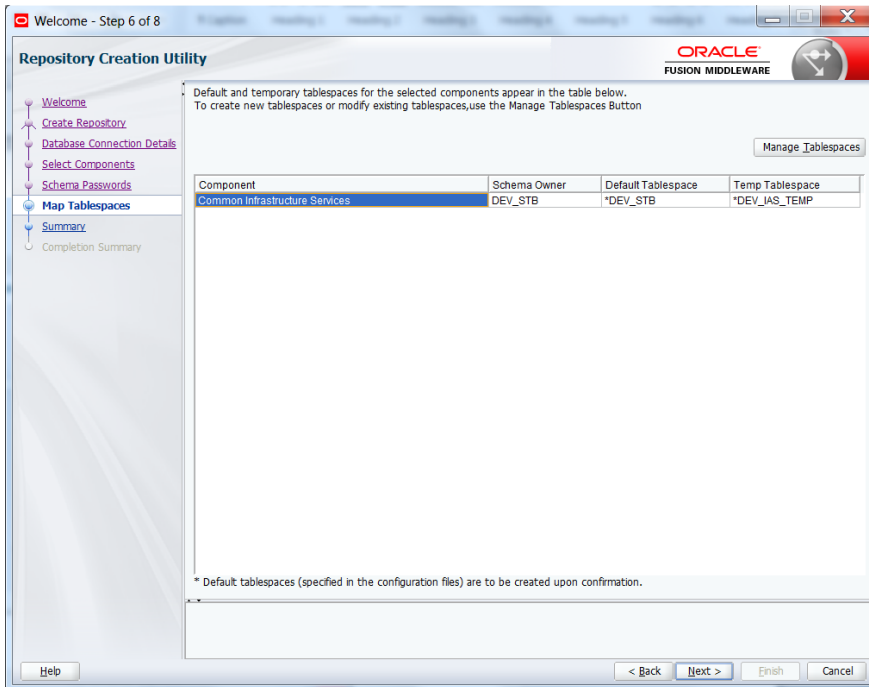 Welcome - Step 6 of 8
Repository Creation Utility
ORACLE
FUSION MIDDLEWARE
Welcome
Create Repository
Database Connection Details
Select Components
Schema Passwords
Map Tablespaces
Summary
Completion Summary
Default and temporary tablespaces for the selected components appear in the table below.
To create new tablespaces or modify existing tablespaces,use the Manage Tablespaces Button
Manage Tablespaces
Component Schema Owner Default Tablespace Temp Tablespace
Common Infrastructure Services DEV_STB *DEV_STB *DEV_IAS_TEMP
* Default tablespaces (specified in the configuration files) are to be created upon confirmation.
Help < Back Next > Finish Cancel